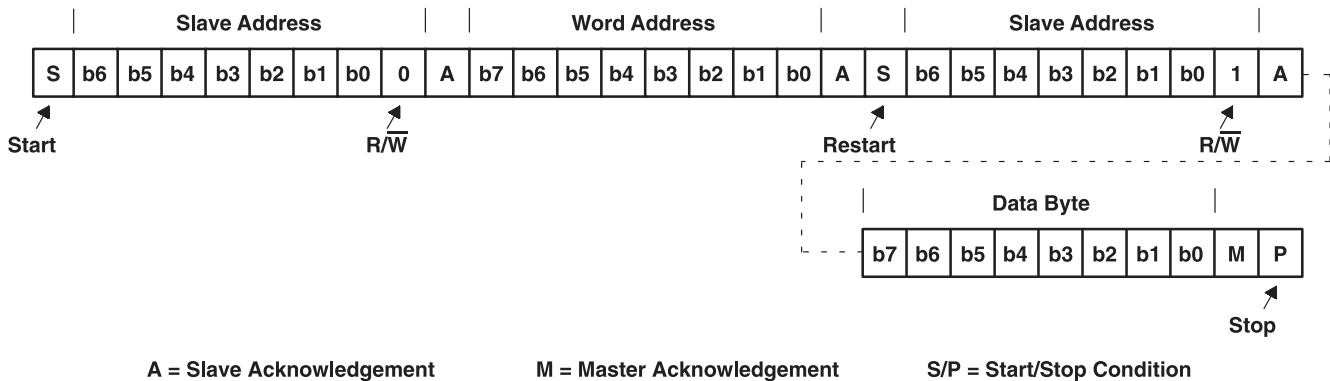 Slave Address Word Address Slave Address
S b6 b5 b4 b3 b2 b1 b0 0 A b7 b6 b5 b4 b3 b2 b1 b0 A S b6 b5 b4 b3 b2 b1 b0 1 A
Start R/W̅ Restart R/W̅
Data Byte
b7 b6 b5 b4 b3 b2 b1 b0 M P
Stop
A = Slave Acknowledgement M = Master Acknowledgement S/P = Start/Stop Condition